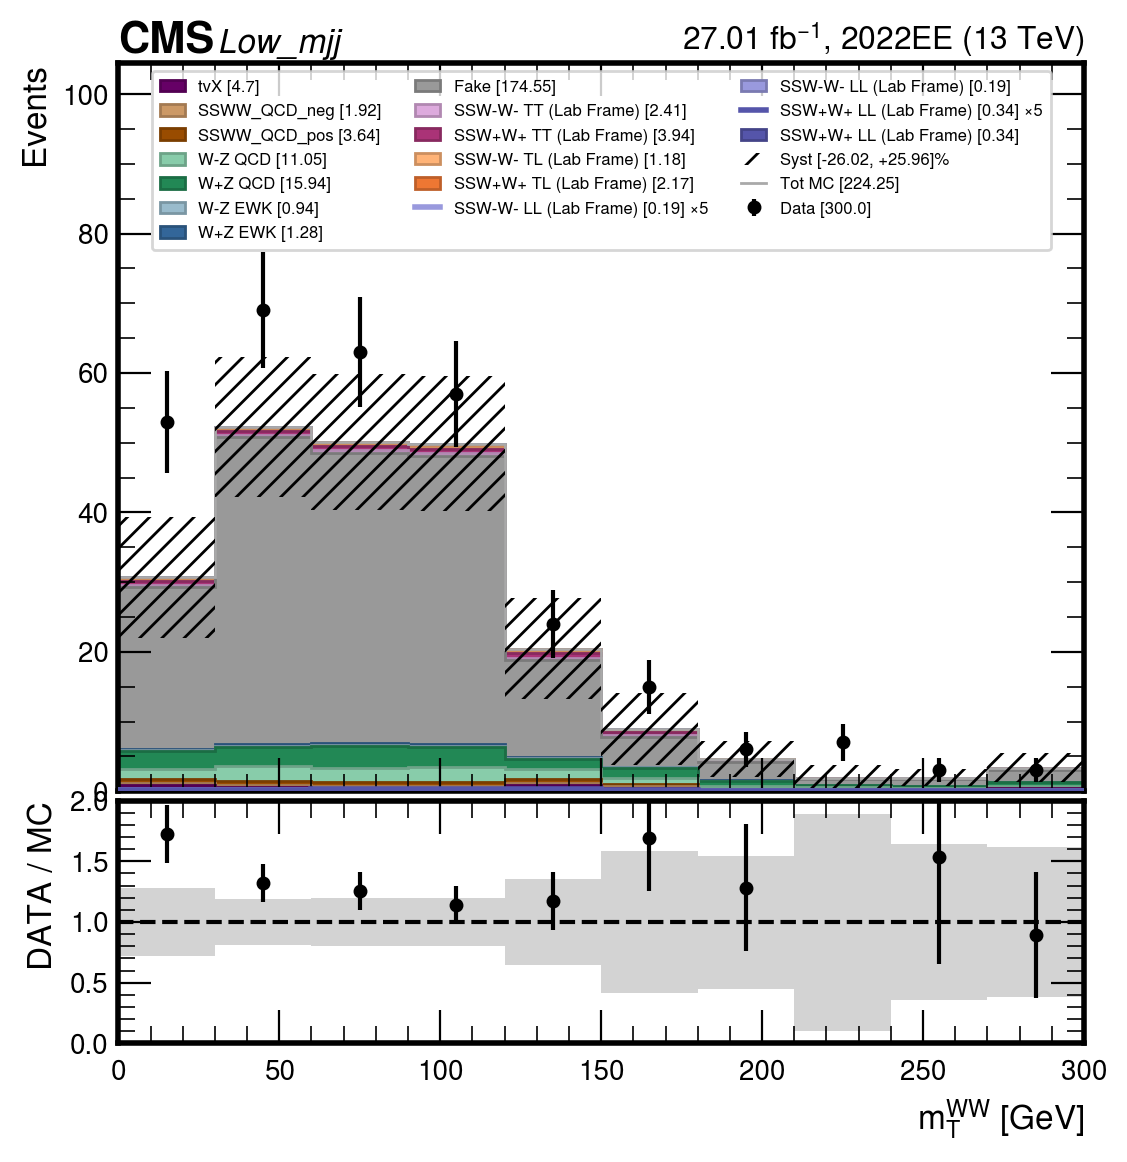 CMS Low_mjj 27.01 fb⁻¹, 2022EE (13 TeV)
Events
tvX [4.7]
SSWW_QCD_neg [1.92]
SSWW_QCD_pos [3.64]
W-Z QCD [11.05]
W+Z QCD [15.94]
W-Z EWK [0.94]
W+Z EWK [1.28]
Fake [174.55]
SSW-W- TT (Lab Frame) [2.41]
SSW+W+ TT (Lab Frame) [3.94]
SSW-W- TL (Lab Frame) [1.18]
SSW+W+ TL (Lab Frame) [2.17]
SSW-W- LL (Lab Frame) [0.19] ×5
SSW-W- LL (Lab Frame) [0.19]
SSW+W+ LL (Lab Frame) [0.34] ×5
SSW+W+ LL (Lab Frame) [0.34]
Syst [-26.02, +25.96]%
Tot MC [224.25]
Data [300.0]
100
80
60
40
20
0
DATA / MC
2.0
1.5
1.0
0.5
0.0
0 50 100 150 200 250 300
m_T^WW [GeV]